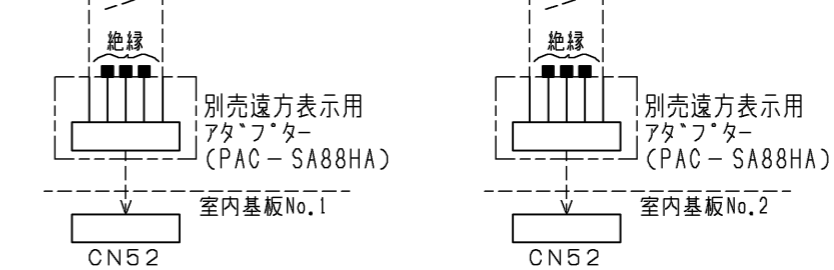 絶縁
別売遠方表示用
アダプター
(PAC-SA88HA)
室内基板No.1
CN52
絶縁
別売遠方表示用
アダプター
(PAC-SA88HA)
室内基板No.2
CN52